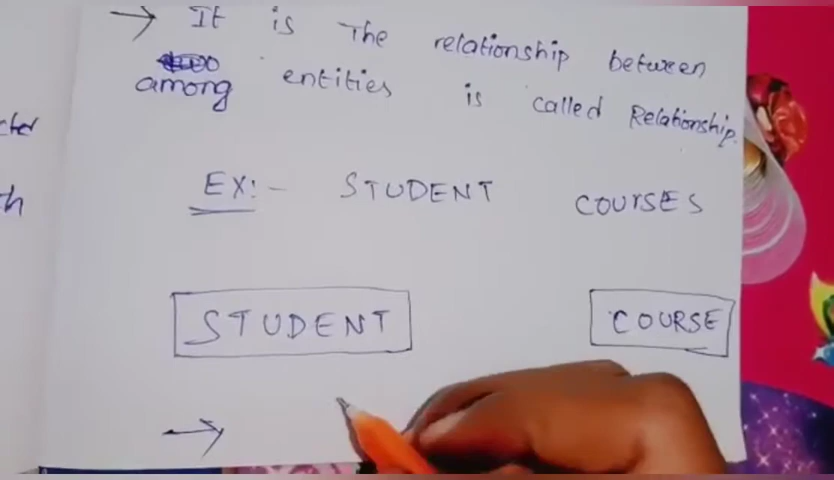 → It is The relationship between
among entities is called Relationship.
EX:- STUDENT COURSES
STUDENT COURSE
→